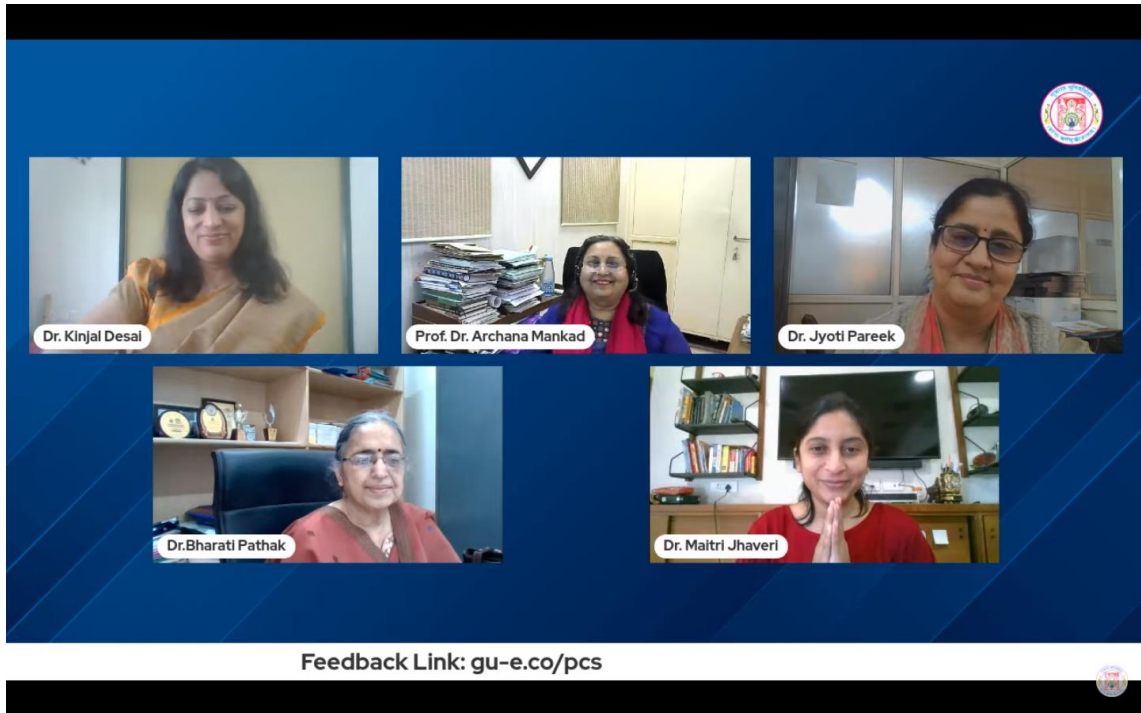 Dr. Kinjal Desai
Prof. Dr. Archana Mankad
Dr. Jyoti Pareek
Dr.Bharati Pathak
Dr. Maitri Jhaveri
Feedback Link: gu-e.co/pcs